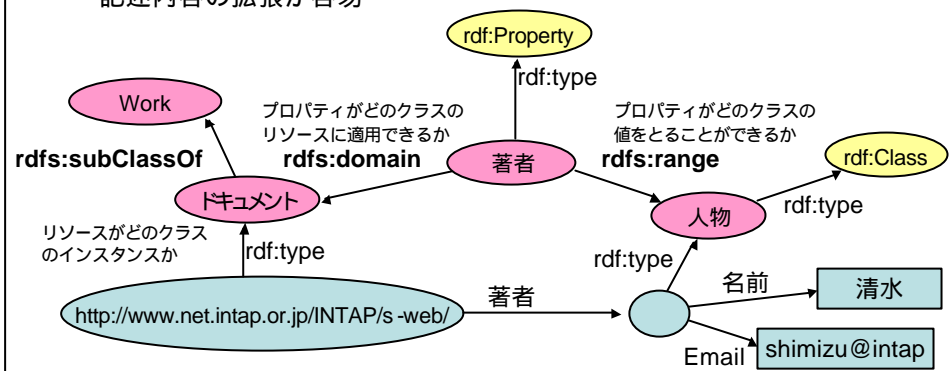 記述内容の拡張が容易
rdf:Property
rdf:type
Work
プロパティがどのクラスの
リソースに適用できるか
rdfs:domain
プロパティがどのクラスの
値をとることができるか
rdfs:range
rdfs:subClassOf
著者
rdf:Class
ドキュメント
人物
rdf:type
リソースがどのクラス
のインスタンスか
rdf:type
rdf:type
http://www.net.intap.or.jp/INTAP/s-web/
著者
名前
清水
Email
shimizu@intap